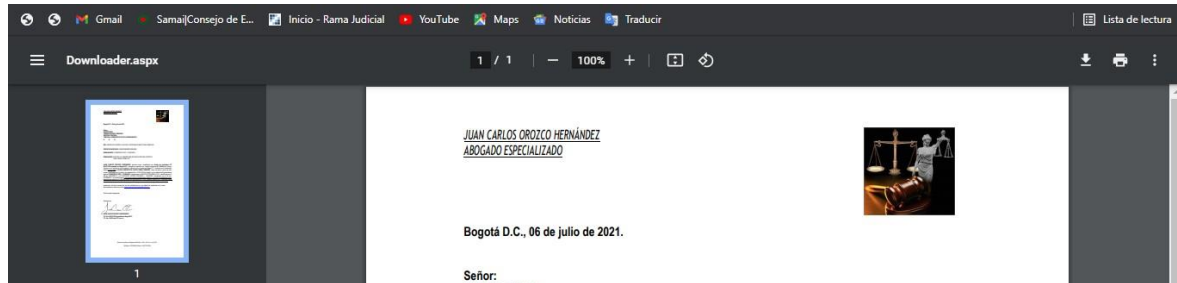 Gmail Samai|Consejo de E... Inicio - Rama Judicial YouTube Maps Noticias Traducir Lista de lectura
Downloader.aspx 1 / 1 100%
JUAN CARLOS OROZCO HERNÁNDEZ
ABOGADO ESPECIALIZADO
Bogotá D.C., 06 de julio de 2021.
Señor:
1